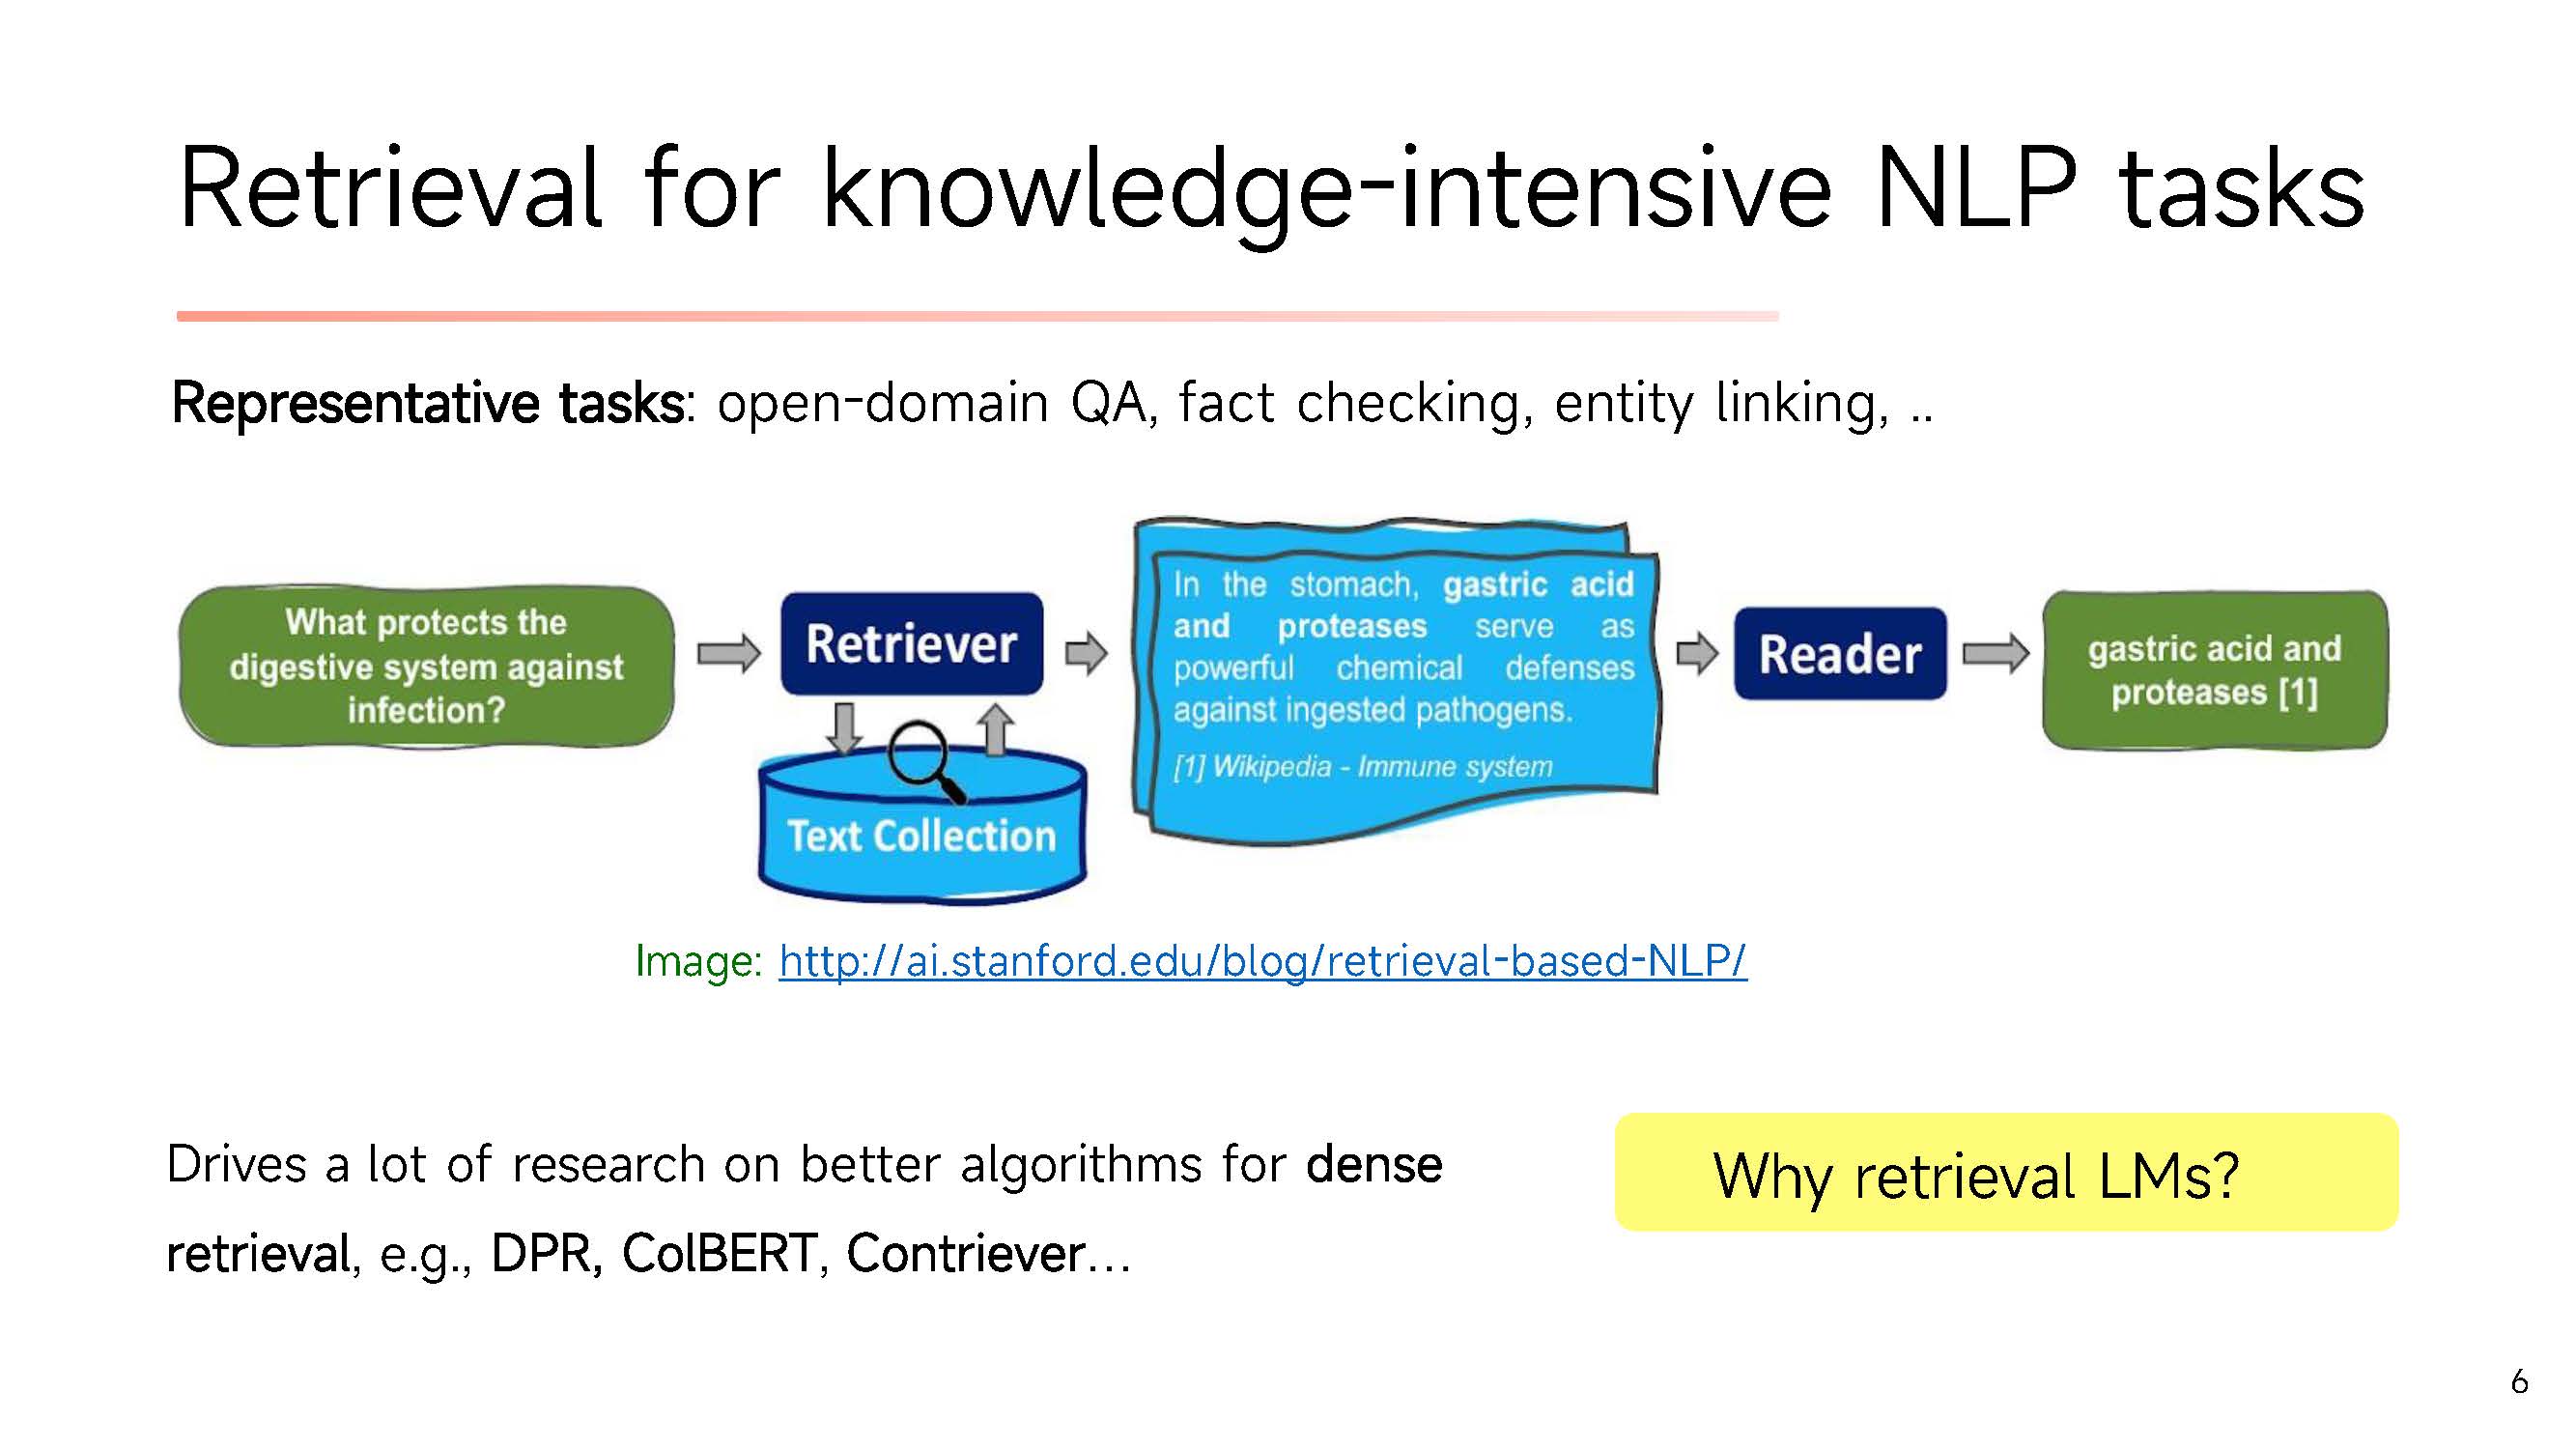 Retrieval for knowledge-intensive NLP tasks
Representative tasks: open-domain QA, fact checking, entity linking, ..
What protects the
digestive system against
infection?
Retriever
Text Collection
In the stomach, gastric acid
and proteases serve as
powerful chemical defenses
against ingested pathogens.
[1] Wikipedia - Immune system
Reader
gastric acid and
proteases [1]
Image: http://ai.stanford.edu/blog/retrieval-based-NLP/
Drives a lot of research on better algorithms for dense
retrieval, e.g., DPR, ColBERT, Contriever…
Why retrieval LMs?
6